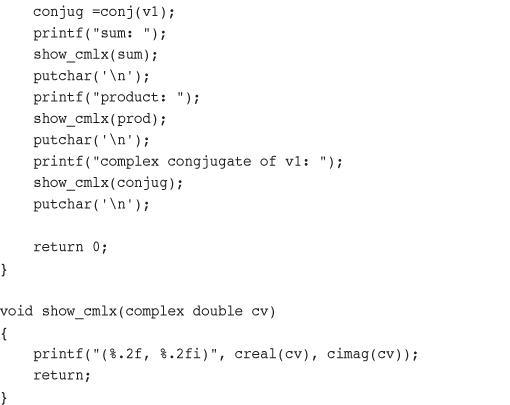 conjug =conj(v1);
printf("sum: ");
show_cmlx(sum);
putchar('\n');
printf("product: ");
show_cmlx(prod);
putchar('\n');
printf("complex congjugate of v1: ");
show_cmlx(conjug);
putchar('\n');
return 0;
}
void show_cmlx(complex double cv)
{
printf("(%.2f, %.2fi)", creal(cv), cimag(cv));
return;
}